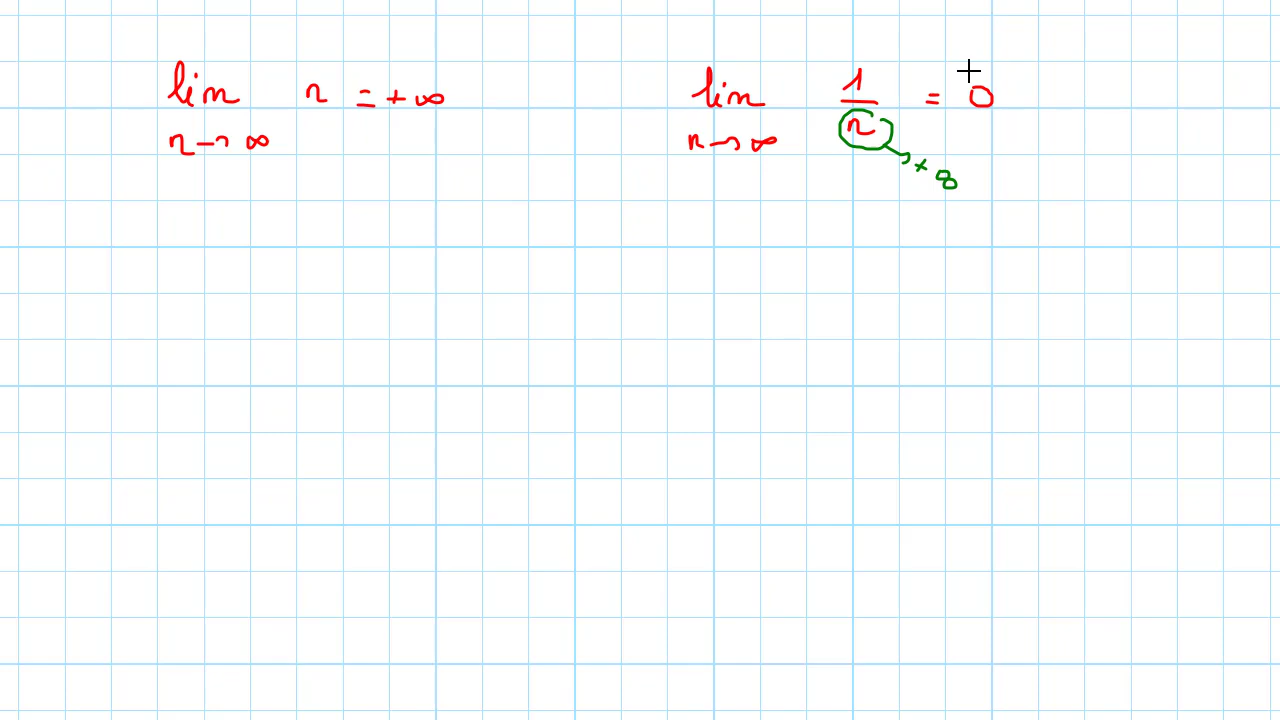 lim n = +∞
n→∞
lim 1/n = 0
n→∞
→ +∞